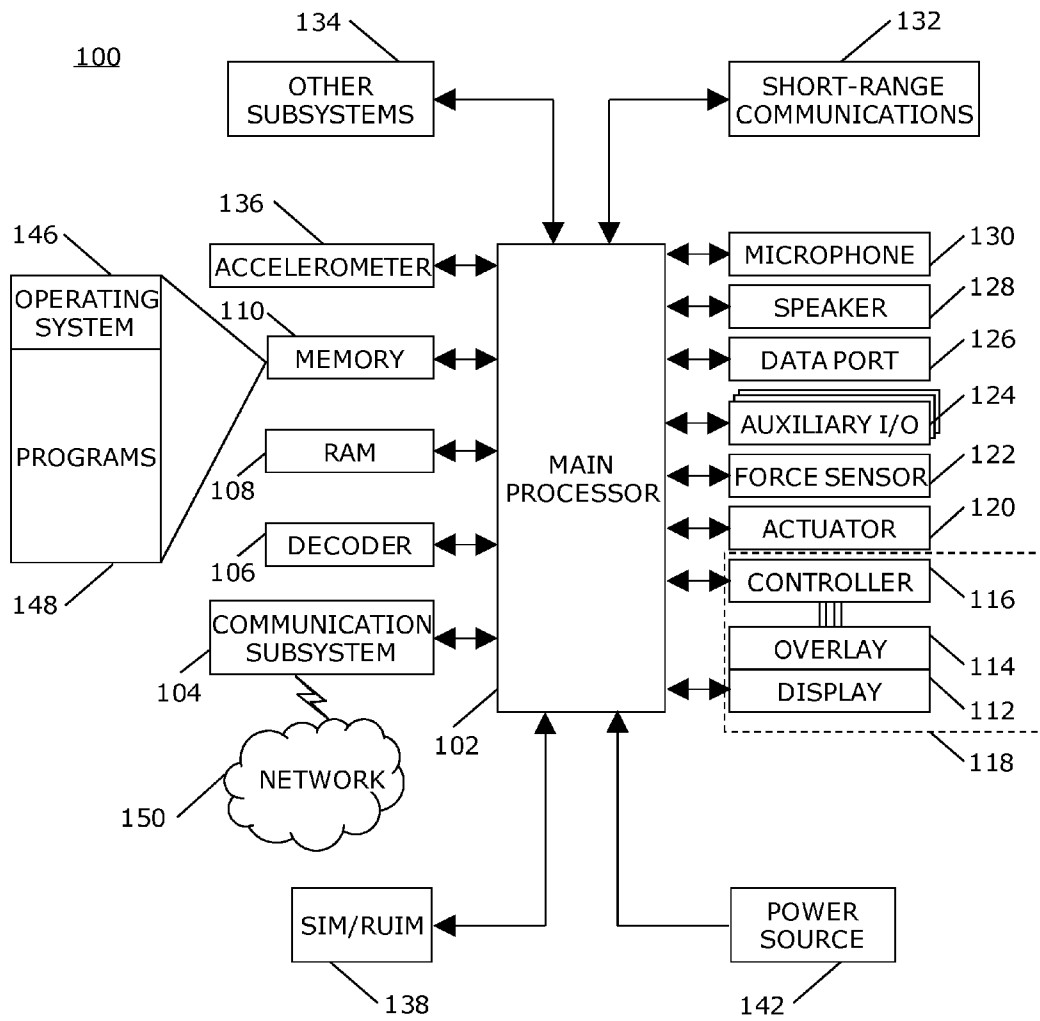 100
134
132
OTHER
SUBSYSTEMS
SHORT-RANGE
COMMUNICATIONS
136
146
ACCELEROMETER
MICROPHONE
130
OPERATING
SYSTEM
110
SPEAKER
128
MEMORY
DATA PORT
126
AUXILIARY I/O
124
PROGRAMS
RAM
108
MAIN
PROCESSOR
FORCE SENSOR
122
ACTUATOR
120
DECODER
106
CONTROLLER
116
148
COMMUNICATION
SUBSYSTEM
104
OVERLAY
114
DISPLAY
112
102
118
NETWORK
150
SIM/RUIM
138
POWER
SOURCE
142